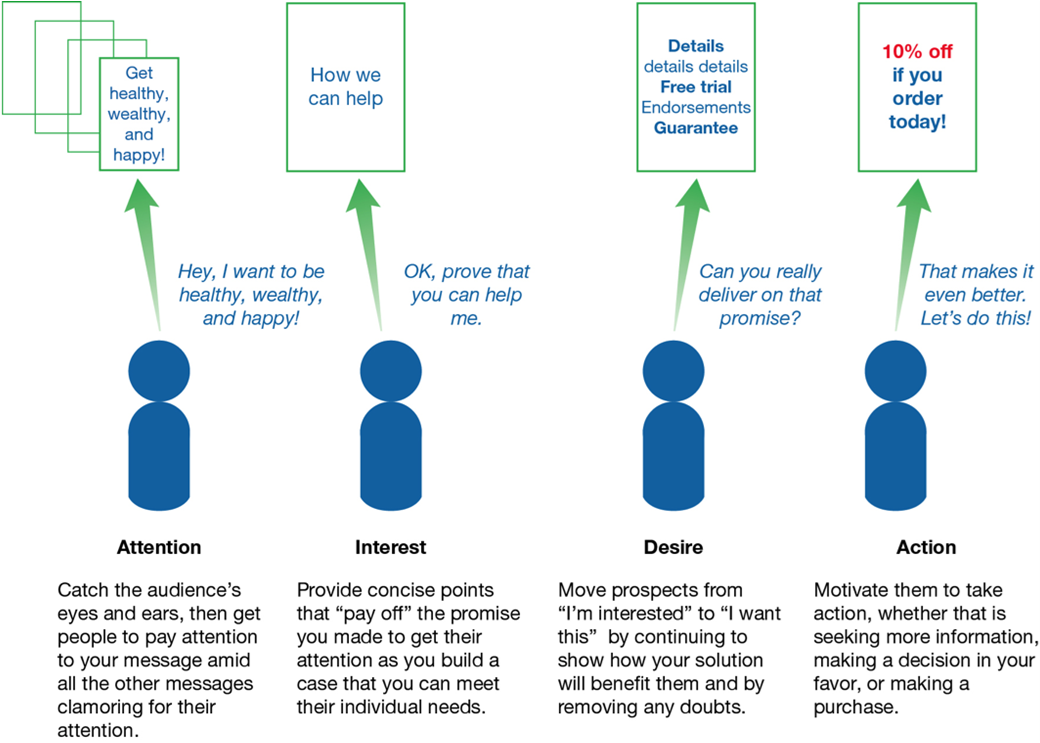 Get
healthy,
wealthy,
and
happy!
How we
can help
Details
details details
Free trial
Endorsements
Guarantee
10% off
if you
order
today!
Hey, I want to be
healthy, wealthy,
and happy!
OK, prove that
you can help
me.
Can you really
deliver on that
promise?
That makes it
even better.
Let’s do this!
Attention
Catch the audience’s
eyes and ears, then get
people to pay attention
to your message amid
all the other messages
clamoring for their
attention.
Interest
Provide concise points
that “pay off” the promise
you made to get their
attention as you build a
case that you can meet
their individual needs.
Desire
Move prospects from
“I’m interested” to “I want
this” by continuing to
show how your solution
will benefit them and by
removing any doubts.
Action
Motivate them to take
action, whether that is
seeking more information,
making a decision in your
favor, or making a
purchase.